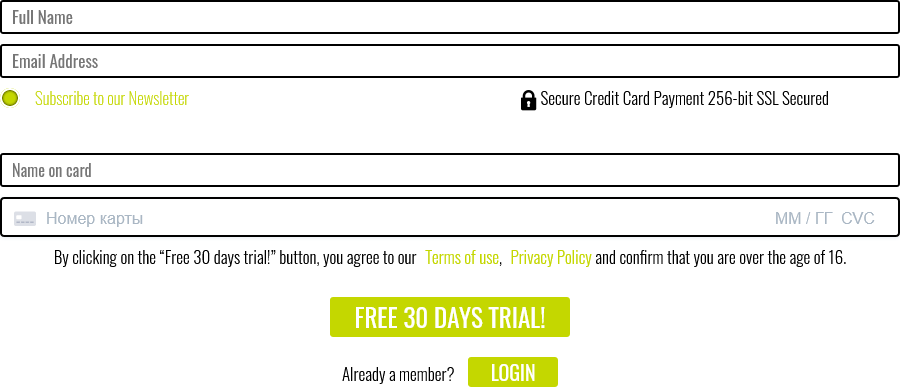 Full Name
Email Address
Subscribe to our Newsletter
Secure Credit Card Payment 256-bit SSL Secured
Name on card
Номер карты ММ / ГГ CVC
By clicking on the “Free 30 days trial!” button, you agree to our Terms of use, Privacy Policy and confirm that you are over the age of 16.
FREE 30 DAYS TRIAL!
Already a member? LOGIN